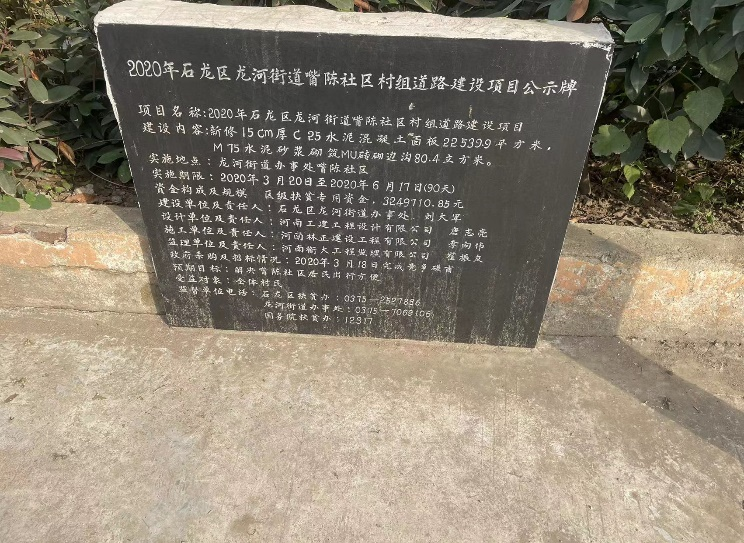 2020年石龙区龙河街道嘴陈社区村组道路建设项目公示牌
项目名称:2020年石龙区龙河街道嘴陈社区村组道路建设项目
建设内容:新修15cm厚C25水泥混凝土面板22539.9平方米,
M75水泥砂浆砌筑MU砖砌边沟80.4立方米。
实施地点:龙河街道办事处嘴陈社区
实施期限:2020年3月20日至2020年6月17日(90天)
资金构成及规模:区级扶贫专用资金,3249710.85元
建设单位及责任人:石龙区龙河街道办事处 刘大军
设计单位及责任人:河南工建工程设计有限公司 唐志亮
施工单位及责任人:河南林正建设工程有限公司 李向伟
监理单位及责任人:河南衡大工程监理有限公司 崔振友
政府采购及招标情况:2020年3月18日完成竞争磋商
预期目标:解决嘴陈社区居民出行方便
受益对象:全体村民
监督单位电话:石龙区扶贫办:0375—2527886
龙河街道办事处:0375—7068106
国务院扶贫办:12317